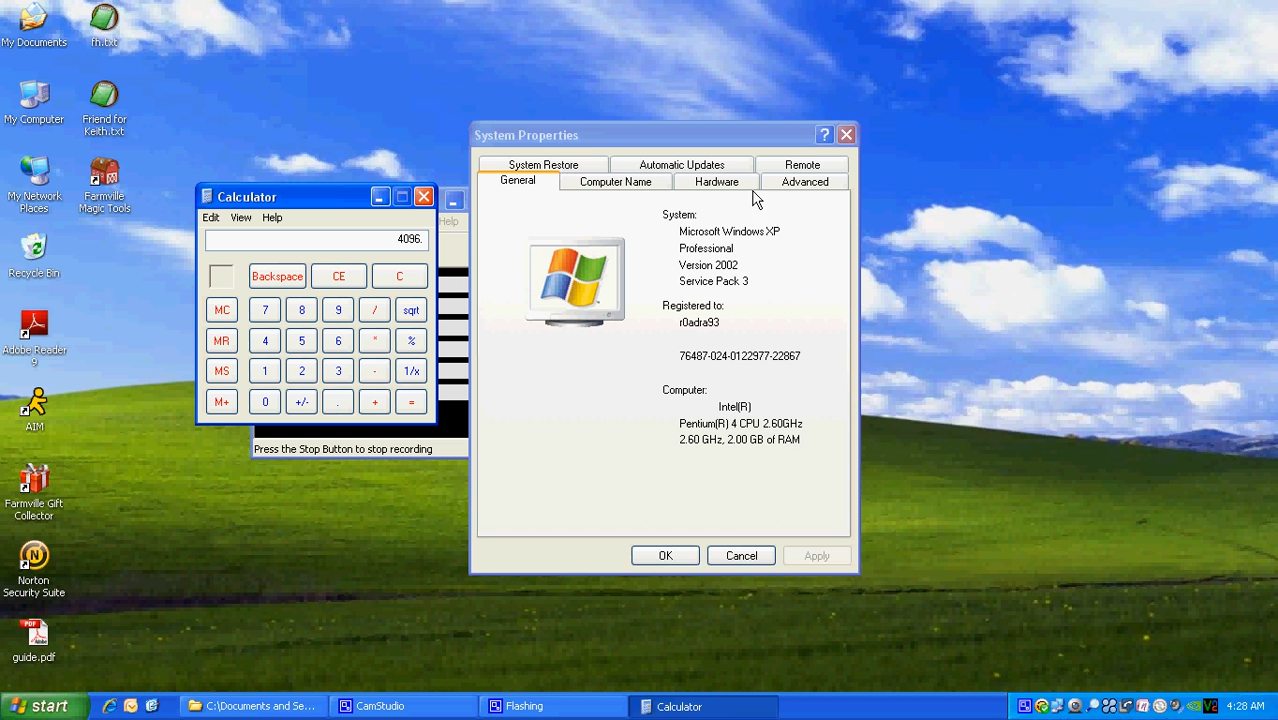 My Documents
fh.txt
My Computer
Friend for
Keith.txt
My Network
Places
Farmville
Magic Tools
Recycle Bin
Adobe Reader
9
AIM
Farmville Gift
Collector
Norton
Security Suite
guide.pdf
Calculator
Edit View Help
4096.
Backspace CE C
MC 7 8 9 / sqrt
MR 4 5 6 * %
MS 1 2 3 - 1/x
M+ 0 +/- . + =
Help
Press the Stop Button to stop recording
System Properties
System Restore Automatic Updates Remote
General Computer Name Hardware Advanced
System:
Microsoft Windows XP
Professional
Version 2002
Service Pack 3
Registered to:
r0adra93
76487-024-0122977-22867
Computer:
Intel(R)
Pentium(R) 4 CPU 2.60GHz
2.60 GHz, 2.00 GB of RAM
OK Cancel Apply
start C:\Documents and Se... CamStudio Flashing Calculator V2 4:28 AM